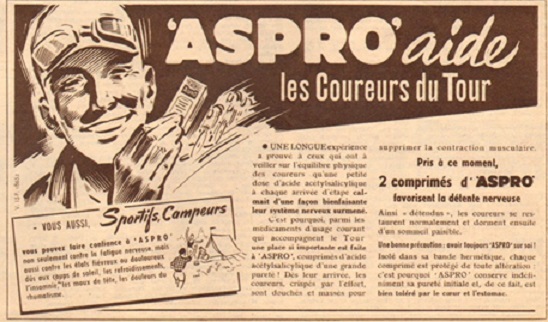 'ASPRO' aide
les Coureurs du Tour
● UNE LONGUE expérience
a prouvé à ceux qui ont à
veiller sur l'équilibre physique
des coureurs qu'une petite
dose d'acide acétylsalicylique
à chaque arrivée d'étape cal-
mait d'une façon bienfaisante
leur système nerveux surmené.
C'est pourquoi, parmi les
médicaments d'usage courant
qui accompagnent le Tour
une place si importante est faite
à 'ASPRO', comprimés d'acide
acétylsalicylique d'une grande
pureté ! Dès leur arrivée, les
coureurs, crispés par l'effort,
sont douchés et massés pour
supprimer la contraction musculaire.
Pris à ce moment,
2 comprimés d'ASPRO'
favorisent la détente nerveuse
Ainsi « détendus », les coureurs se res-
taurent normalement et dorment ensuite
d'un sommeil paisible.
Une bonne précaution : avoir toujours 'ASPRO' sur soi !
Isolé dans sa bande hermétique, chaque
comprimé est protégé de toute altération :
c'est pourquoi 'ASPRO' conserve indéfini-
ment sa pureté initiale et, de ce fait, est
bien toléré par le cœur et l'estomac.
• VOUS AUSSI, Sportifs, Campeurs
vous pouvez faire confiance à 'ASPRO'
non seulement contre la fatigue nerveuse, mais
aussi contre les états fiévreux ou douloureux
dûs aux coups de soleil, les refroidissements,
l'insomnie, les maux de tête, les douleurs du
rhumatisme.